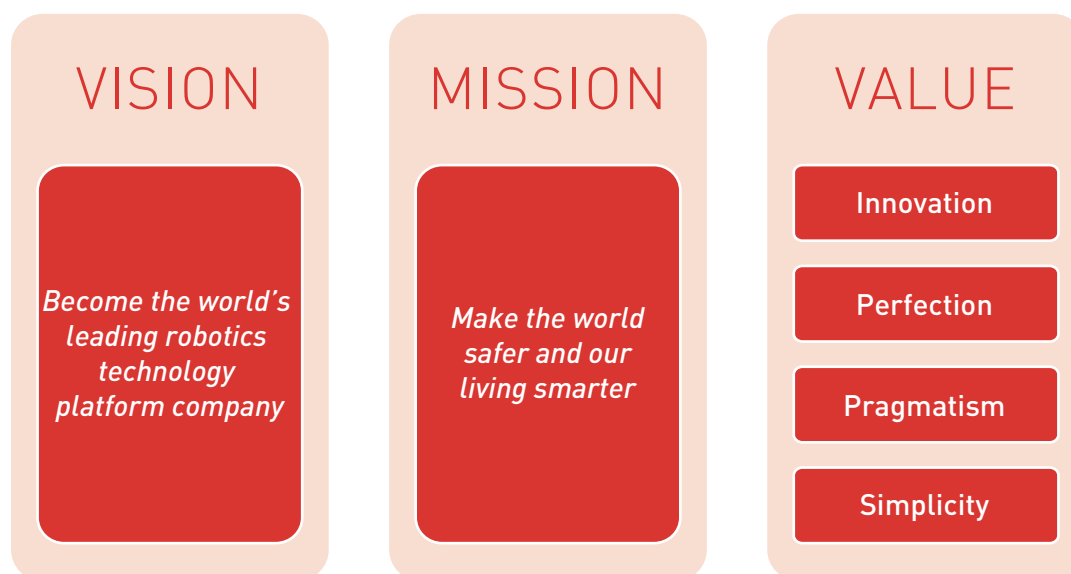 VISION
Become the world's
leading robotics
technology
platform company
MISSION
Make the world
safer and our
living smarter
VALUE
Innovation
Perfection
Pragmatism
Simplicity